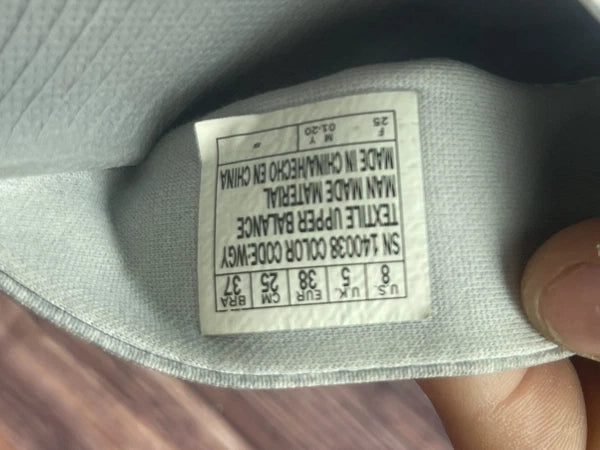 U.S. U.K. EUR CM BRA
8 5 38 25 37
SN 140038 COLOR CODE:WGY
TEXTILE UPPER BALANCE
MAN MADE MATERIAL
MADE IN CHINA/HECHO EN CHINA
F M Y
25 01-20